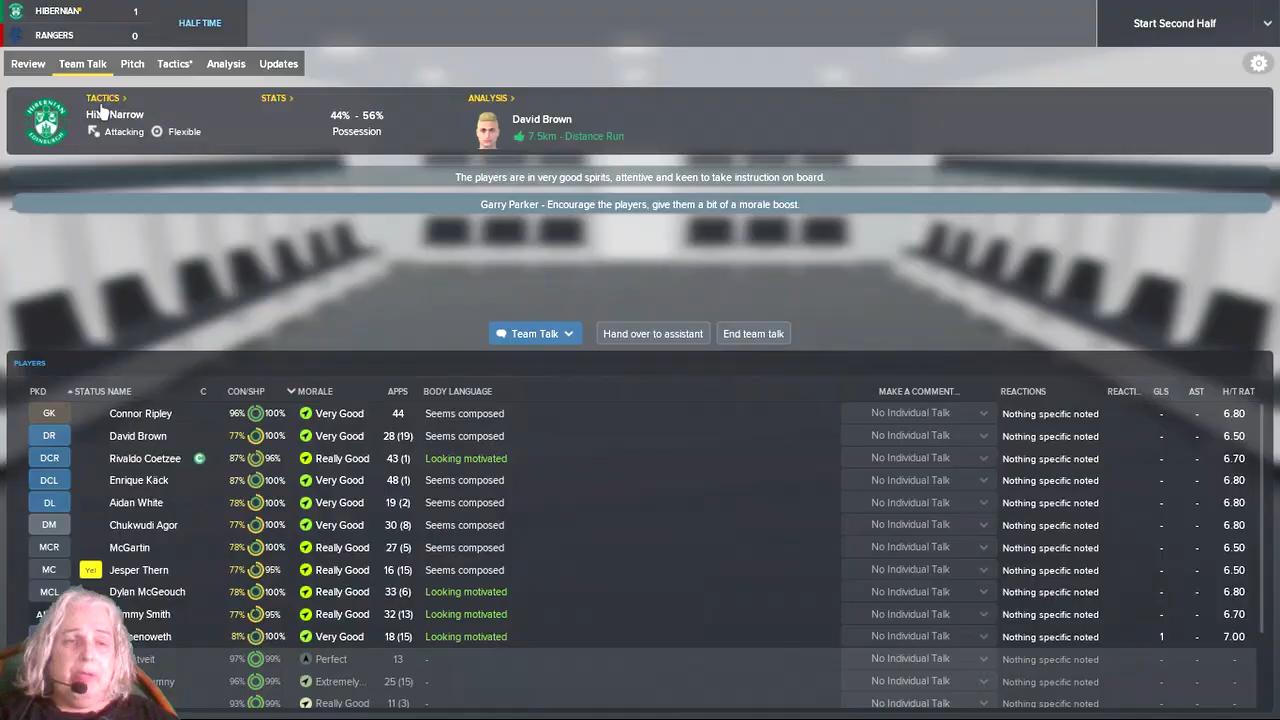 HIBERNIAN* 1
RANGERS 0
HALF TIME
Start Second Half
Review Team Talk Pitch Tactics* Analysis Updates
HIBERNIAN
EDINBURGH
TACTICS >
Narrow
Attacking Flexible
STATS >
44% - 56%
Possession
ANALYSIS >
David Brown
7.5km - Distance Run
The players are in very good spirits, attentive and keen to take instruction on board.
Garry Parker - Encourage the players, give them a bit of a morale boost.
Team Talk Hand over to assistant End team talk
PLAYERS
PKD STATUS NAME C CON/SHP MORALE APPS BODY LANGUAGE MAKE A COMMENT... REACTIONS REACTI... GLS AST H/T RAT
GK Connor Ripley 96% 100% Very Good 44 Seems composed No Individual Talk Nothing specific noted - - 6.80
DR David Brown 77% 100% Very Good 28 (19) Seems composed No Individual Talk Nothing specific noted - - 6.50
DCR Rivaldo Coetzee C 87% 96% Really Good 43 (1) Looking motivated No Individual Talk Nothing specific noted - - 6.70
DCL Enrique Käck 87% 100% Very Good 48 (1) Seems composed No Individual Talk Nothing specific noted - - 6.80
DL Aidan White 78% 100% Very Good 19 (2) Seems composed No Individual Talk Nothing specific noted - - 6.80
DM Chukwudi Agor 77% 100% Very Good 30 (8) Seems composed No Individual Talk Nothing specific noted - - 6.80
MCR McGartin 78% 100% Really Good 27 (5) Seems composed No Individual Talk Nothing specific noted - - 6.50
MC Yel Jesper Thern 77% 95% Really Good 16 (15) Seems composed No Individual Talk Nothing specific noted - - 6.50
MCL Dylan McGeouch 78% 100% Really Good 33 (6) Looking motivated No Individual Talk Nothing specific noted - - 6.80
mmy Smith 77% 95% Really Good 32 (13) Looking motivated No Individual Talk Nothing specific noted - - 6.70
henoweth 81% 100% Very Good 18 (15) Looking motivated No Individual Talk Nothing specific noted 1 - 7.00
tveit 97% 99% Perfect 13 - No Individual Talk Nothing specific noted - -
mny 96% 99% Extremely... 25 (15) - No Individual Talk Nothing specific noted - -
93% 99% Really Good 11 (3) - No Individual Talk Nothing specific noted - -